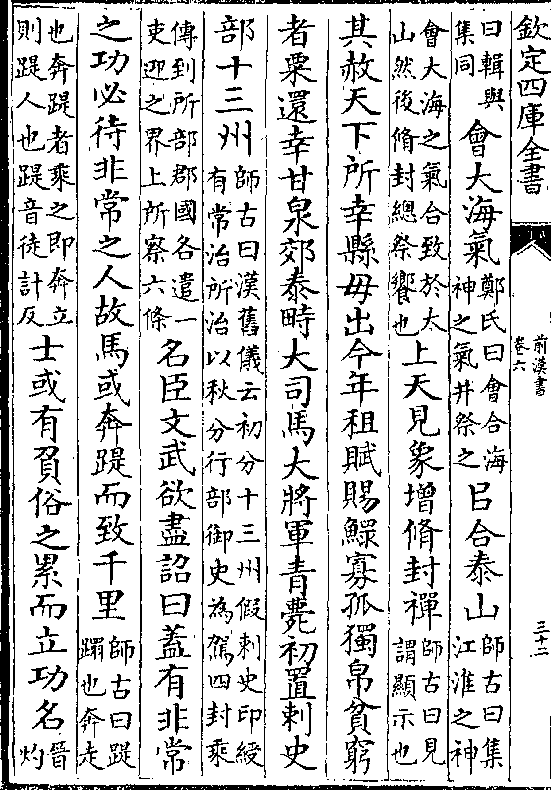 欽定四庫全書
前漢書
卷六
三十二
曰輯與集同會大海氣鄭氏曰會合海神之氣并祭之㠯合泰山師古曰集江淮之神
會大海之氣合致於太山然後脩封總祭饗也上天見象增脩封禪師古曰見謂顯示也
其赦天下所幸縣毋出今年租賦賜鰥寡孤獨帛貧窮
者粟還幸甘泉郊泰畤大司馬大將軍青薨初置刺史
部十三州師古曰漢舊儀云初分十三州假刺史印綬有常治所治以秋分行部御史為駕四封乘
傳到所部郡國各遣一吏迎之界上所察六條名臣文武欲盡詔曰蓋有非常
之功必待非常之人故馬或奔踶而致千里師古曰踶蹋也奔走
也奔踶者乘之即奔立則踶人也踶音徒計反士或有負俗之累而立功名晉灼